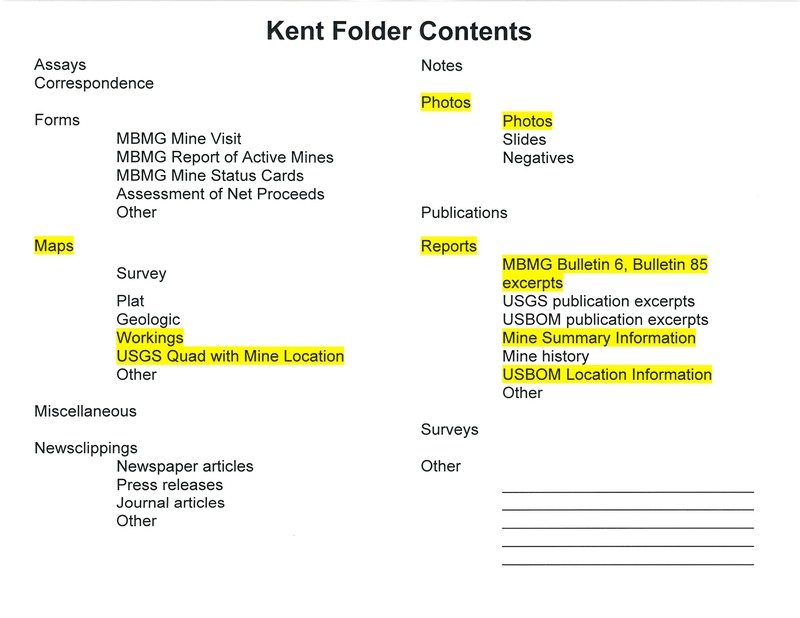 Kent Folder Contents
Assays
Correspondence
Forms
MBMG Mine Visit
MBMG Report of Active Mines
MBMG Mine Status Cards
Assessment of Net Proceeds
Other
Maps
Survey
Plat
Geologic
Workings
USGS Quad with Mine Location
Other
Miscellaneous
Newsclippings
Newspaper articles
Press releases
Journal articles
Other
Notes
Photos
Photos
Slides
Negatives
Publications
Reports
MBMG Bulletin 6, Bulletin 85
excerpts
USGS publication excerpts
USBOM publication excerpts
Mine Summary Information
Mine history
USBOM Location Information
Other
Surveys
Other